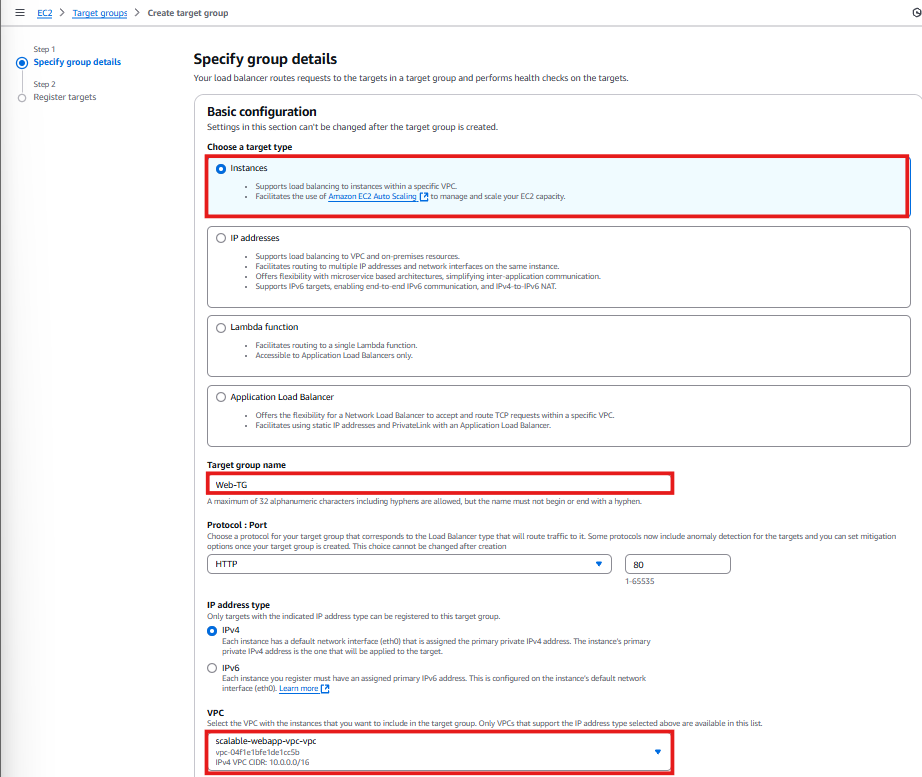 EC2 > Target groups > Create target group
Step 1
Specify group details
Step 2
Register targets
Specify group details
Your load balancer routes requests to the targets in a target group and performs health checks on the targets.
Basic configuration
Settings in this section can't be changed after the target group is created.
Choose a target type
Instances
• Supports load balancing to instances within a specific VPC.
• Facilitates the use of Amazon EC2 Auto Scaling to manage and scale your EC2 capacity.
IP addresses
• Supports load balancing to VPC and on-premises resources.
• Facilitates routing to multiple IP addresses and network interfaces on the same instance.
• Offers flexibility with microservice based architectures, simplifying inter-application communication.
• Supports IPv6 targets, enabling end-to-end IPv6 communication, and IPv4-to-IPv6 NAT.
Lambda function
• Facilitates routing to a single Lambda function.
• Accessible to Application Load Balancers only.
Application Load Balancer
• Offers the flexibility for a Network Load Balancer to accept and route TCP requests within a specific VPC.
• Facilitates using static IP addresses and PrivateLink with an Application Load Balancer.
Target group name
Web-TG
A maximum of 32 alphanumeric characters including hyphens are allowed, but the name must not begin or end with a hyphen.
Protocol : Port
Choose a protocol for your target group that corresponds to the Load Balancer type that will route traffic to it. Some protocols now include anomaly detection for the targets and you can set mitigation
options once your target group is created. This choice cannot be changed after creation
HTTP
80
1-65535
IP address type
Only targets with the indicated IP address type can be registered to this target group.
IPv4
Each instance has a default network interface (eth0) that is assigned the primary private IPv4 address. The instance's primary
private IPv4 address is the one that will be applied to the target.
IPv6
Each instance you register must have an assigned primary IPv6 address. This is configured on the instance's default network
interface (eth0). Learn more
VPC
Select the VPC with the instances that you want to include in the target group. Only VPCs that support the IP address type selected above are available in this list.
scalable-webapp-vpc-vpc
vpc-04f1e1bfe1de1cc5b
IPv4 VPC CIDR: 10.0.0.0/16